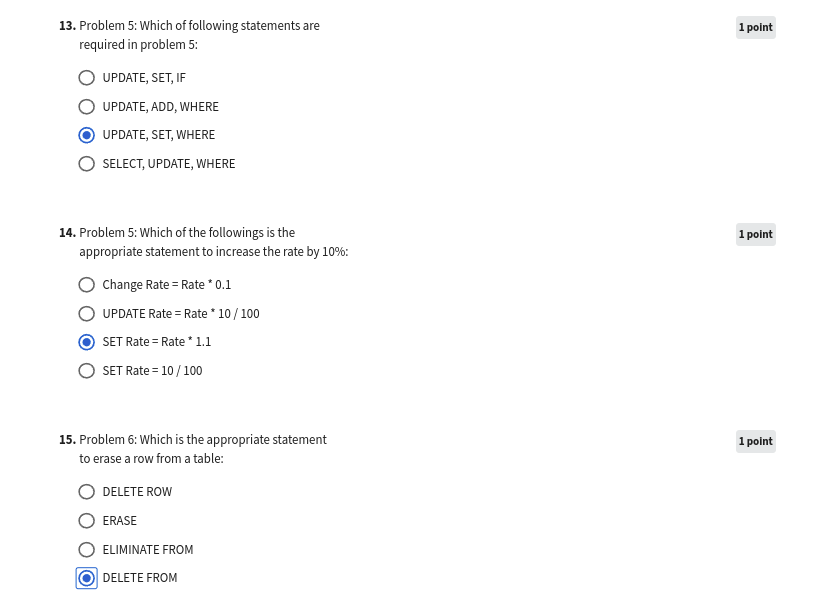 13. Problem 5: Which of following statements are
required in problem 5:
1 point
UPDATE, SET, IF
UPDATE, ADD, WHERE
UPDATE, SET, WHERE
SELECT, UPDATE, WHERE
14. Problem 5: Which of the followings is the
appropriate statement to increase the rate by 10%:
1 point
Change Rate = Rate * 0.1
UPDATE Rate = Rate * 10 / 100
SET Rate = Rate * 1.1
SET Rate = 10 / 100
15. Problem 6: Which is the appropriate statement
to erase a row from a table:
1 point
DELETE ROW
ERASE
ELIMINATE FROM
DELETE FROM